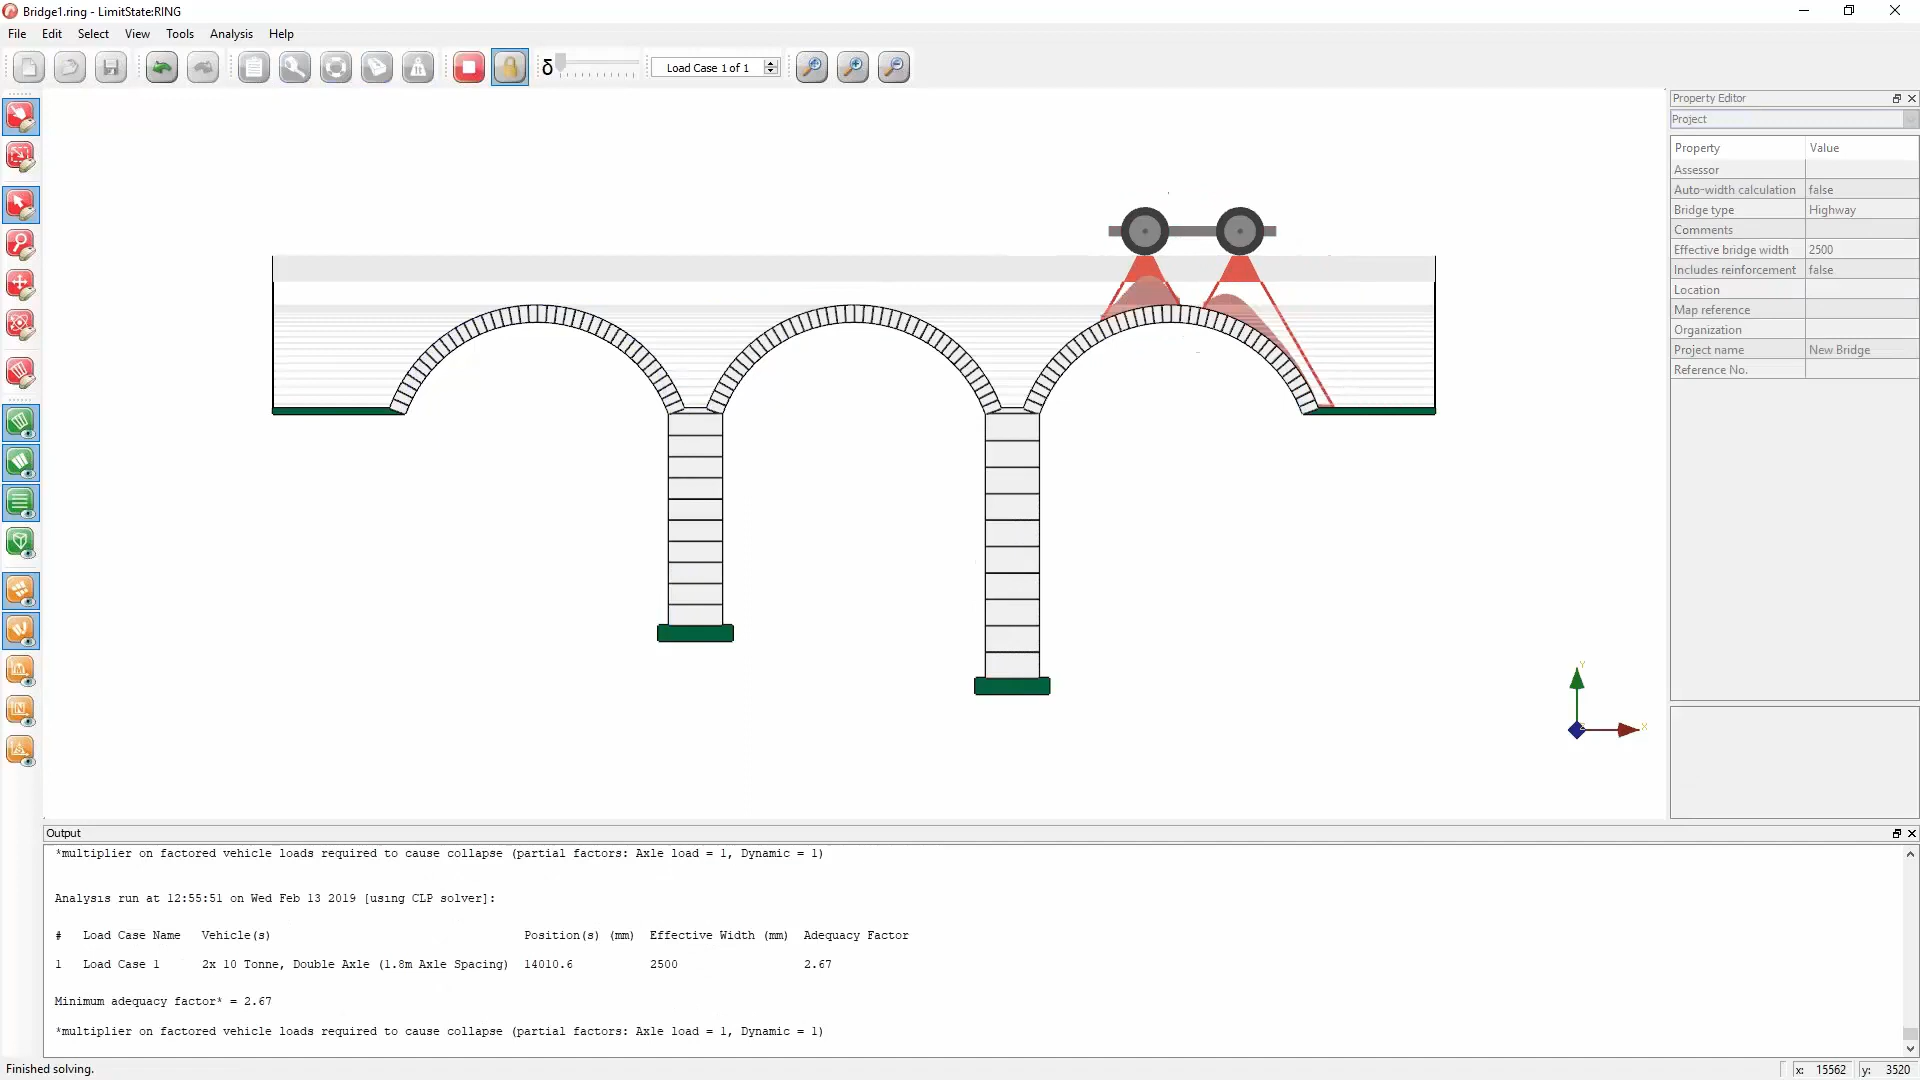 Bridge1.ring - LimitState:RING
File Edit Select View Tools Analysis Help
δ Load Case 1 of 1
Property Editor
Project
Property Value
Assessor
Auto-width calculation false
Bridge type Highway
Comments
Effective bridge width 2500
Includes reinforcement false
Location
Map reference
Organization
Project name New Bridge
Reference No.
Y
X
Output
*multiplier on factored vehicle loads required to cause collapse (partial factors: Axle load = 1, Dynamic = 1)
Analysis run at 12:55:51 on Wed Feb 13 2019 [using CLP solver]:
# Load Case Name Vehicle(s) Position(s) (mm) Effective Width (mm) Adequacy Factor
1 Load Case 1 2x 10 Tonne, Double Axle (1.8m Axle Spacing) 14010.6 2500 2.67
Minimum adequacy factor* = 2.67
*multiplier on factored vehicle loads required to cause collapse (partial factors: Axle load = 1, Dynamic = 1)
Finished solving. x: 15562 y: 3520